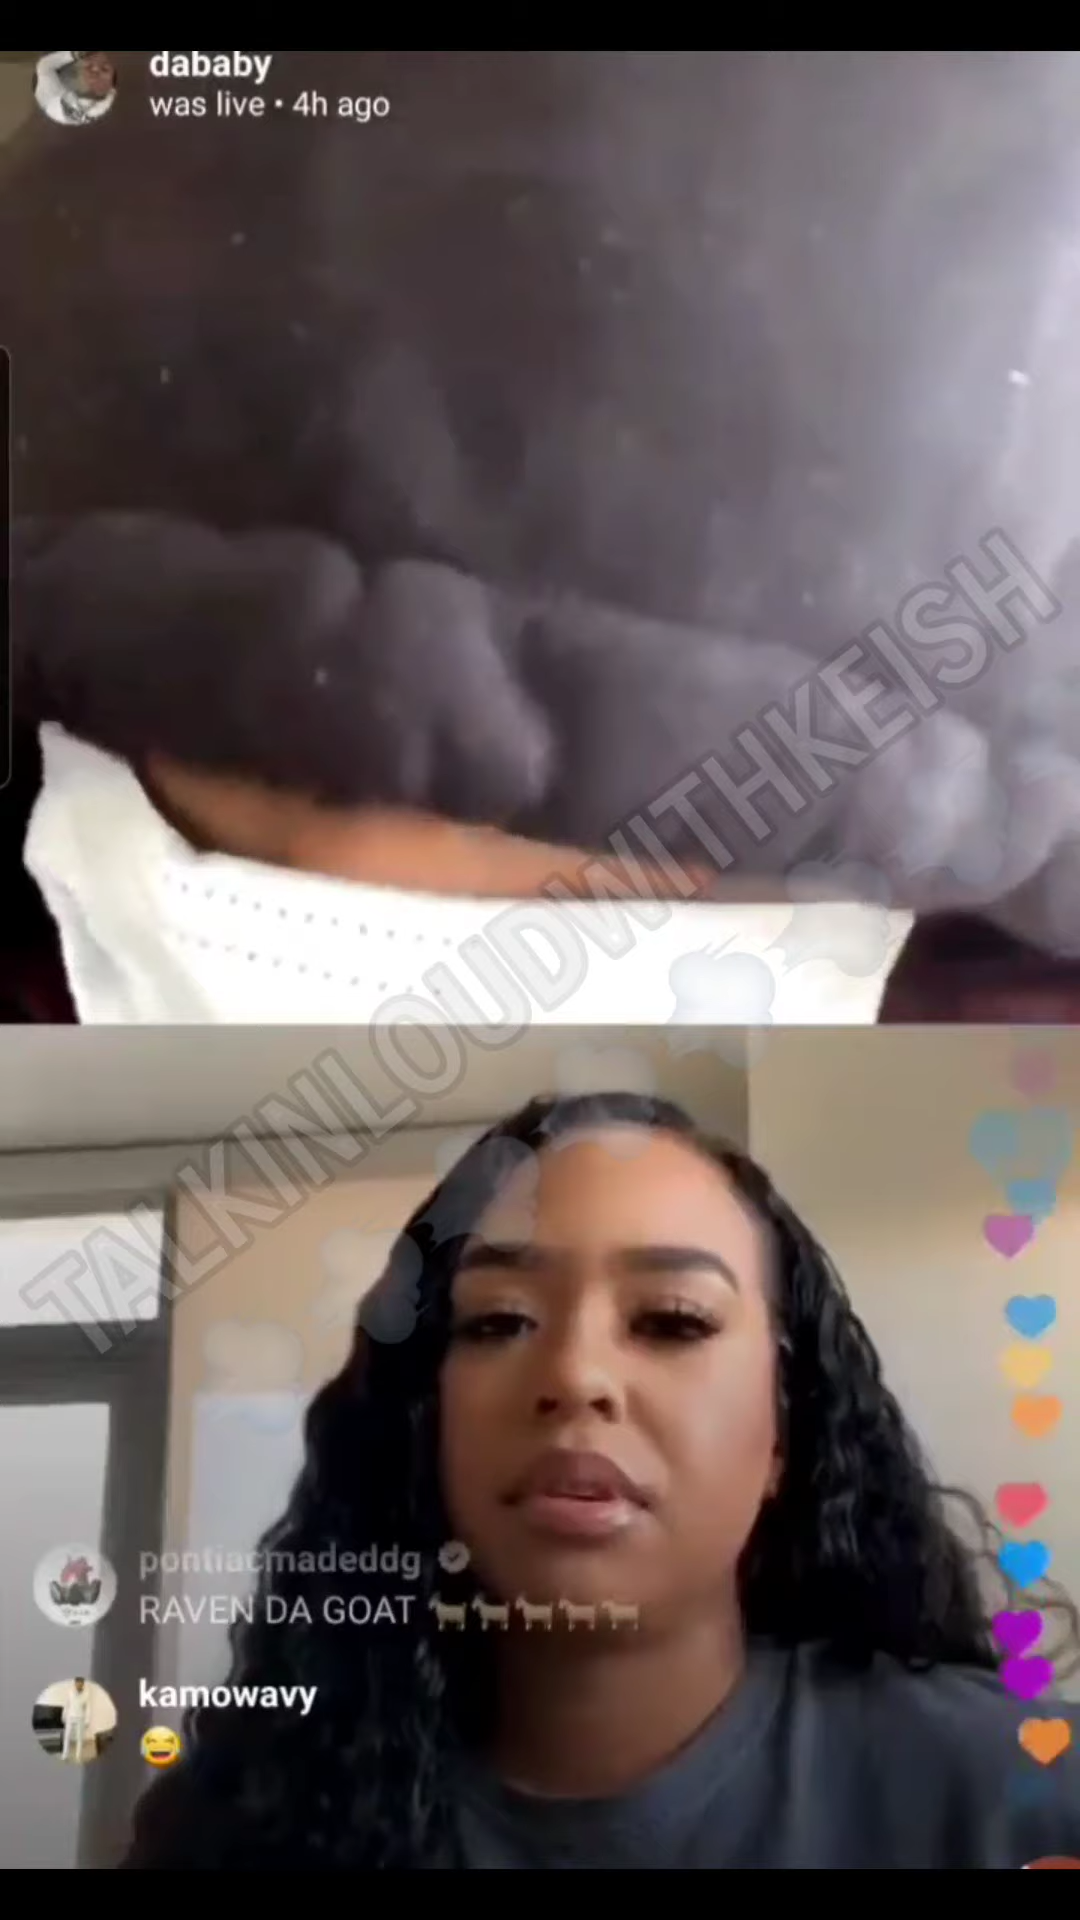 dababy
was live • 4h ago
TALKINLOUDWITHKEISH
pontiacmadeddg
RAVEN DA GOAT 🐐🐐🐐🐐🐐
kamowavy
😂